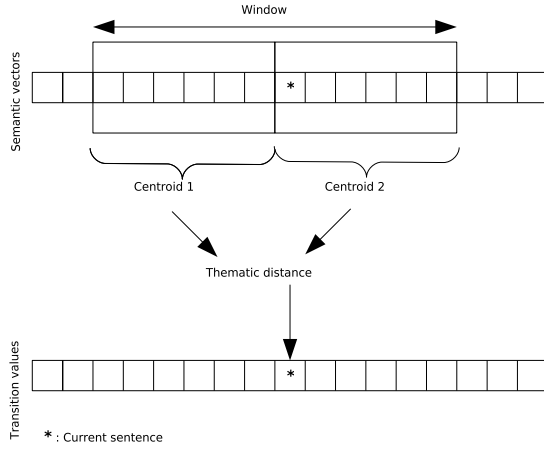 Window
Semantic vectors
*
Centroid 1
Centroid 2
Thematic distance
Transition values
*
* : Current sentence